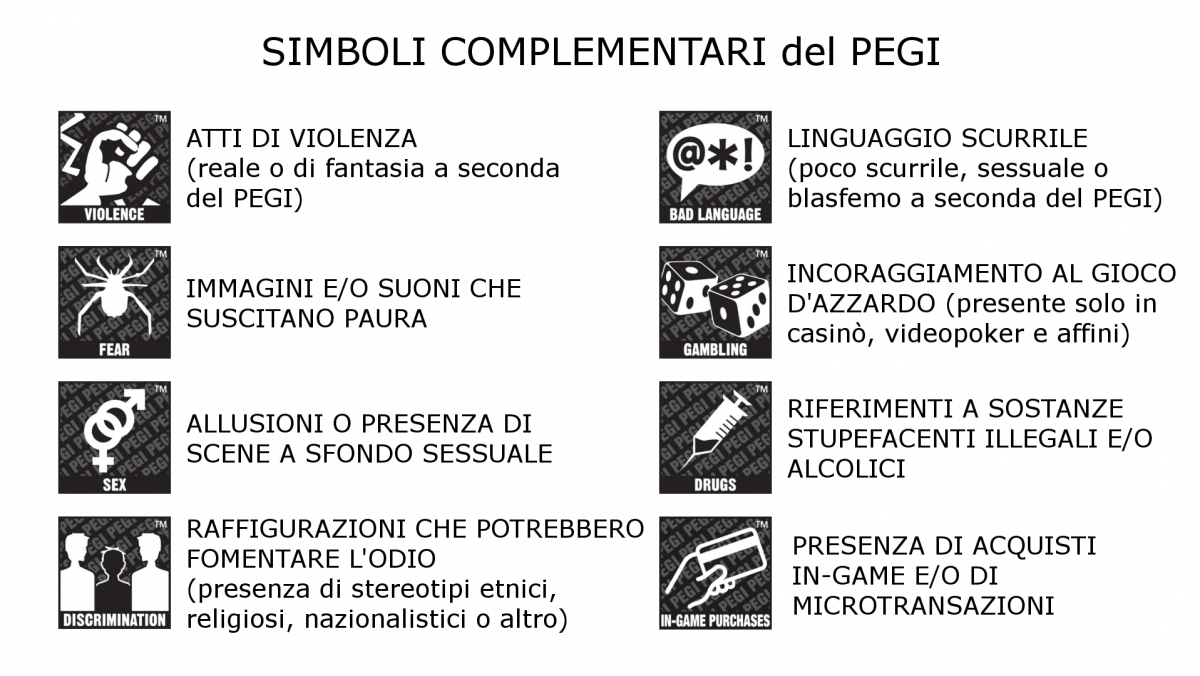 SIMBOLI COMPLEMENTARI del PEGI
TM
VIOLENCE
ATTI DI VIOLENZA
(reale o di fantasia a seconda
del PEGI)
TM
FEAR
IMMAGINI E/O SUONI CHE
SUSCITANO PAURA
TM
SEX
ALLUSIONI O PRESENZA DI
SCENE A SFONDO SESSUALE
TM
DISCRIMINATION
RAFFIGURAZIONI CHE POTREBBERO
FOMENTARE L'ODIO
(presenza di stereotipi etnici,
religiosi, nazionalistici o altro)
TM
@*!
BAD LANGUAGE
LINGUAGGIO SCURRILE
(poco scurrile, sessuale o
blasfemo a seconda del PEGI)
TM
GAMBLING
INCORAGGIAMENTO AL GIOCO
D'AZZARDO (presente solo in
casinò, videopoker e affini)
TM
DRUGS
RIFERIMENTI A SOSTANZE
STUPEFACENTI ILLEGALI E/O
ALCOLICI
TM
IN-GAME PURCHASES
PRESENZA DI ACQUISTI
IN-GAME E/O DI
MICROTRANSAZIONI